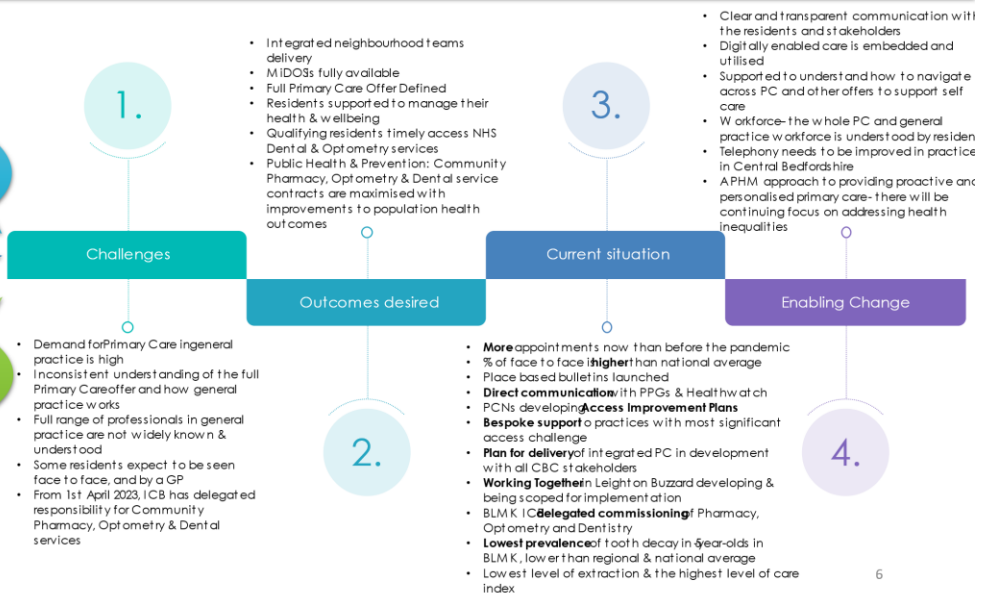 1.
Challenges
• Demand forPrimary Care ingeneral
practice is high
• Inconsistent understanding of the full
Primary Careoffer and how general
practice works
• Full range of professionals in general
practice are not widely known &
understood
• Some residents expect to be seen
face to face, and by a GP
• From 1st April 2023, ICB has delegated
responsibility for Community
Pharmacy, Optometry & Dental
services
• Integrated neighbourhood teams
delivery
• MiDOSs fully available
• Full Primary Care Offer Defined
• Residents supported to manage their
health & wellbeing
• Qualifying residents timely access NHS
Dental & Optometry services
• Public Health & Prevention: Community
Pharmacy, Optometry & Dental service
contracts are maximised with
improvements to population health
outcomes
Outcomes desired
2.
3.
Current situation
• More appointments now than before the pandemic
• % of face to face is higher than national average
• Place based bulletins launched
• Direct communication with PPGs & Healthwatch
• PCNs developing Access Improvement Plans
• Bespoke support o practices with most significant
access challenge
• Plan for delivery of integrated PC in development
with all CBC stakeholders
• Working Together in Leighton Buzzard developing &
being scoped for implementation
• BLMK ICB delegated commissioning of Pharmacy,
Optometry and Dentistry
• Lowest prevalence of tooth decay in 5-year-olds in
BLMK, lower than regional & national average
• Lowest level of extraction & the highest level of care
index
• Clear and transparent communication with
the residents and stakeholders
• Digitally enabled care is embedded and
utilised
• Supported to understand how to navigate
across PC and other offers to support self
care
• Workforce- the whole PC and general
practice workforce is understood by residen
• Telephony needs to be improved in practice
in Central Bedfordshire
• APHM approach to providing proactive and
personalised primary care- there will be
continuing focus on addressing health
inequalities
Enabling Change
4.
6